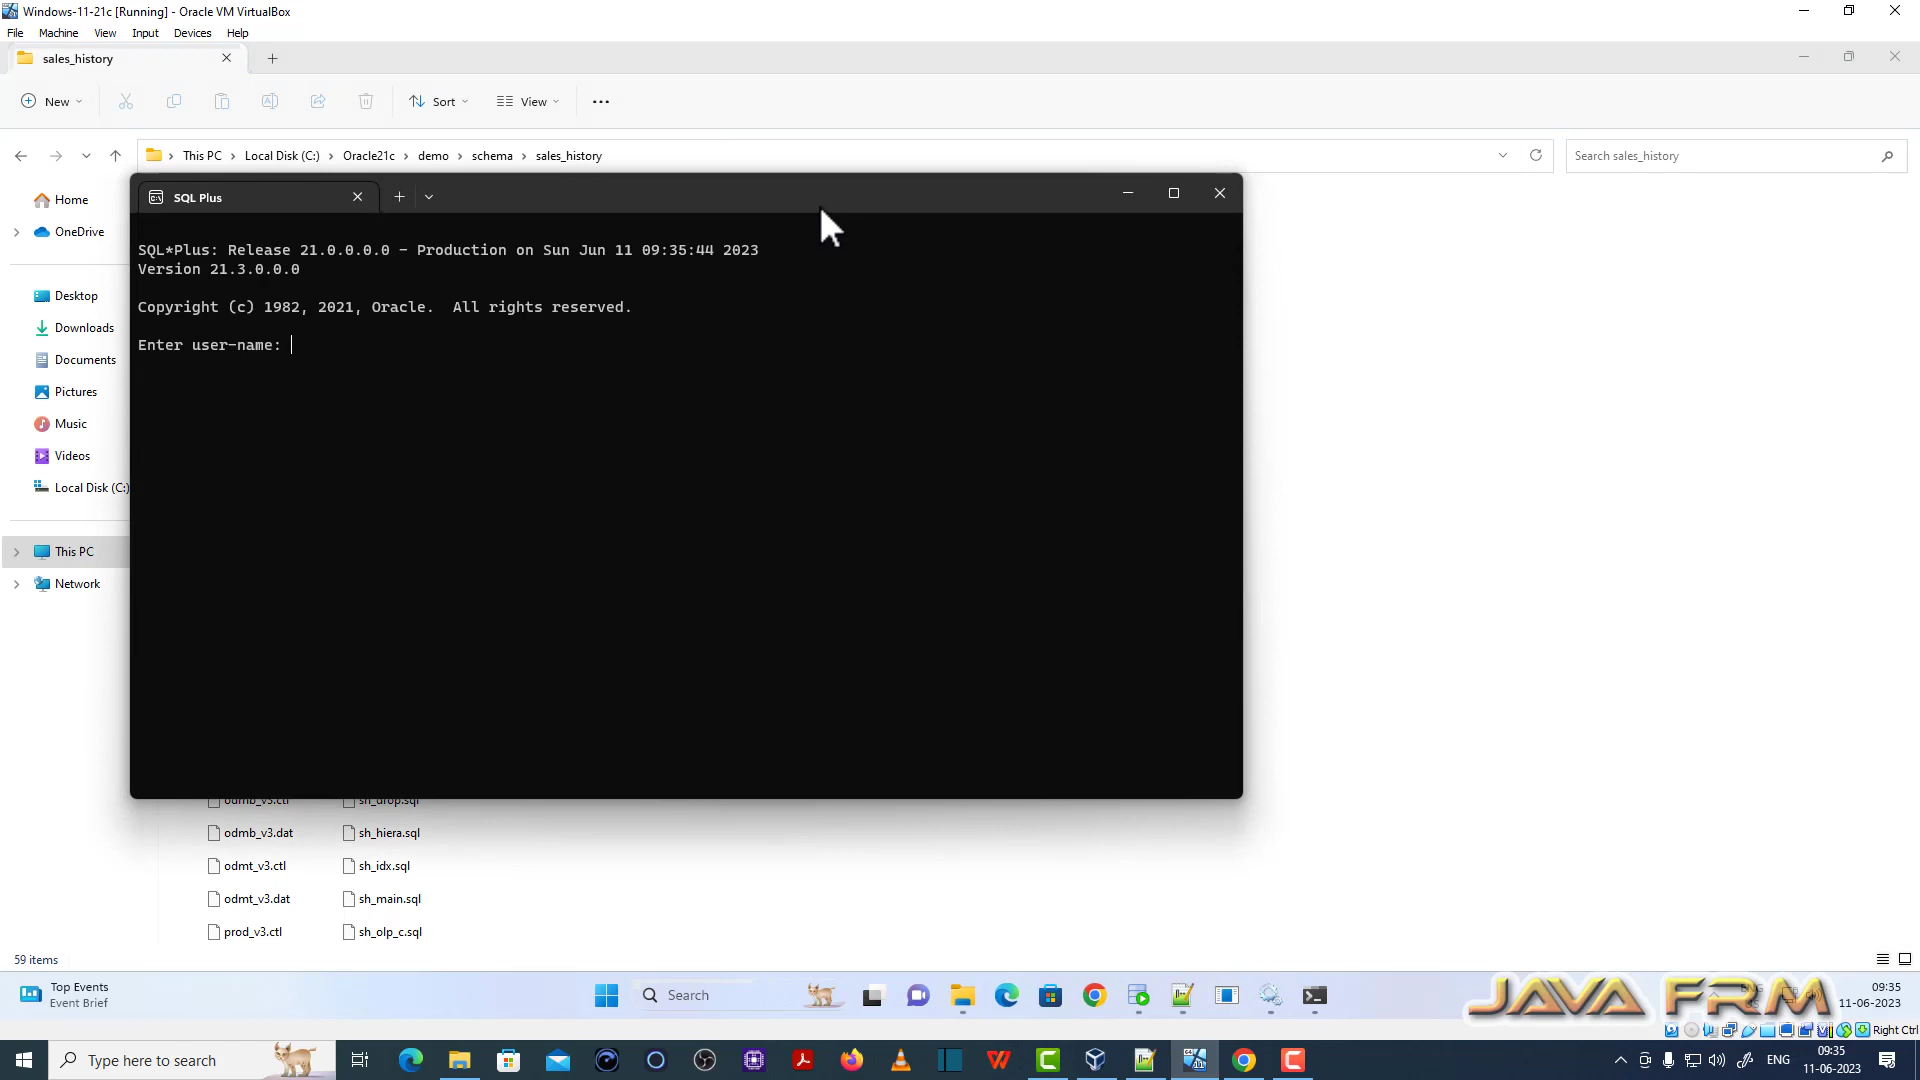 Windows-11-21c [Running] - Oracle VM VirtualBox
File Machine View Input Devices Help
sales_history
New
Sort
View
This PC
Local Disk (C:)
Oracle21c
demo
schema
sales_history
Search sales_history
Home
OneDrive
Desktop
Downloads
Documents
Pictures
Music
Videos
Local Disk (C:)
This PC
Network
SQL Plus
SQL*Plus: Release 21.0.0.0.0 - Production on Sun Jun 11 09:35:44 2023
Version 21.3.0.0.0
Copyright (c) 1982, 2021, Oracle.  All rights reserved.
Enter user-name:
odmb_v3.ctl
sh_drop.sql
odmb_v3.dat
sh_hiera.sql
odmt_v3.ctl
sh_idx.sql
odmt_v3.dat
sh_main.sql
prod_v3.ctl
sh_olp_c.sql
59 items
Top Events
Event Brief
Search
JAVA FRM
ENG
09:35
11-06-2023
Right Ctrl
Type here to search
ENG
09:35
11-06-2023